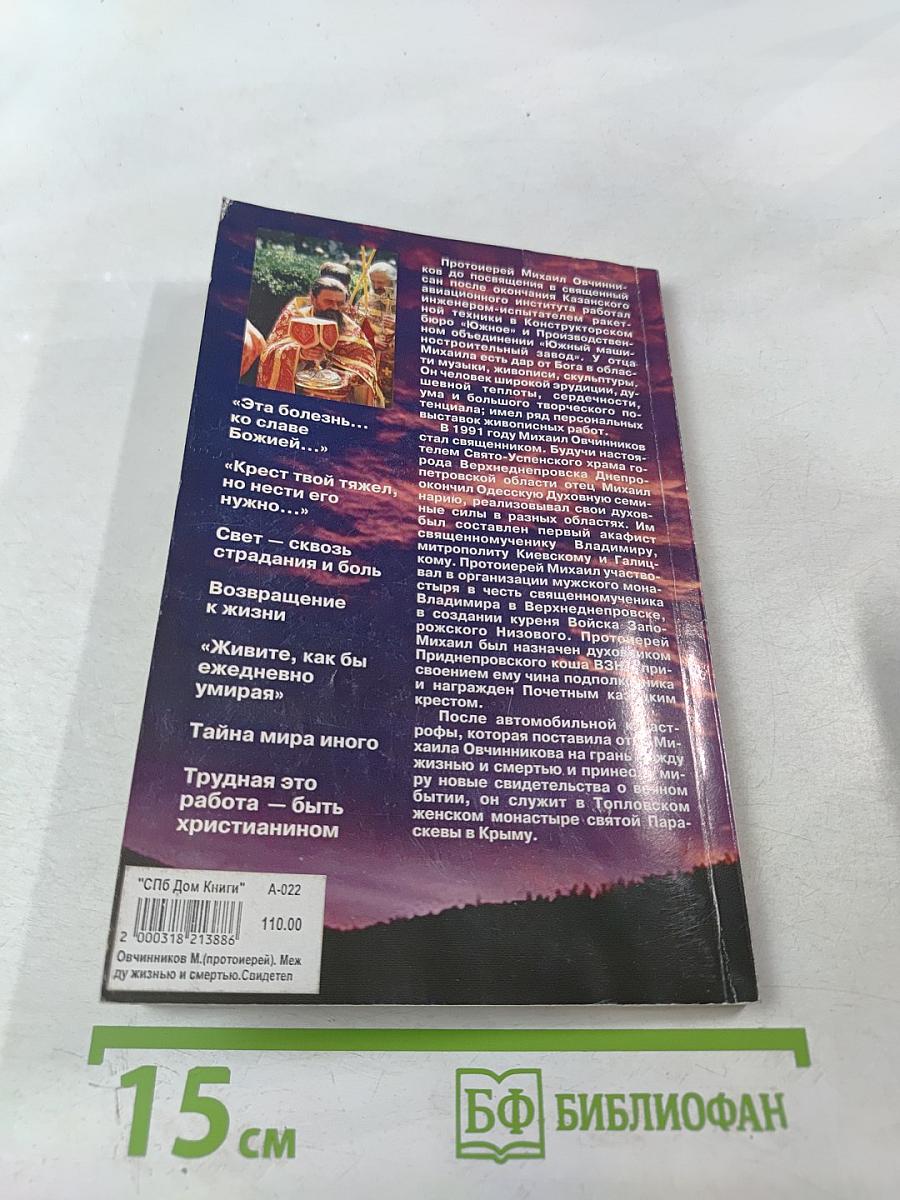 «Эта болезнь...
ко славе
Божией...»
«Крест твой тяжел,
но нести его
нужно...»
Свет — сквозь
страдания и боль
Возвращение
к жизни
«Живите, как бы
ежедневно
умирая»
Тайна мира иного
Трудная это
работа — быть
христианином
Протоиерей Михаил Овчинни-
ков до посвящения в священный
сан после окончания Казанского
авиационного института работал
инженером-испытателем ракет-
ной техники в Конструкторском
бюро «Южное» и Производствен-
ном объединении «Южный маши-
ностроительный завод». У отца
Михаила есть дар от Бога в облас-
ти музыки, живописи, скульптуры.
Он человек широкой эрудиции, ду-
шевной теплоты, сердечности,
ума и большого творческого по-
тенциала; имел ряд персональных
выставок живописных работ.
В 1991 году Михаил Овчинников
стал священником. Будучи настоя-
телем Свято-Успенского храма го-
рода Верхнеднепровска Днепро-
петровской области отец Михаил
окончил Одесскую Духовную семи-
нарию, реализовывал свои духов-
ные силы в разных областях. Им
был составлен первый акафист
священномученику Владимиру,
митрополиту Киевскому и Галиц-
кому. Протоиерей Михаил участво-
вал в организации мужского мона-
стыря в честь священномученика
Владимира в Верхнеднепровске,
в создании куреня Войска Запо-
рожского Низового. Протоиерей
Михаил был назначен духовником
Приднепровского коша ври-
своением ему чина подполковника
и награжден Почетным казацким
крестом.
После автомобильной катаст-
рофы, которая поставила отца Ми-
хаила Овчинникова на грань между
жизнью и смертью и принесла ми-
ру новые свидетельства о вечном
бытии, он служит в Топловском
женском монастыре святой Пара-
скевы в Крыму.
"СПб Дом Книги" А-022
110.00
2 000318 213886
Овчинников М.(протоиерей). Меж
ду жизнью и смертью.Свидетел
15 см
БФ БИБЛИОФАН